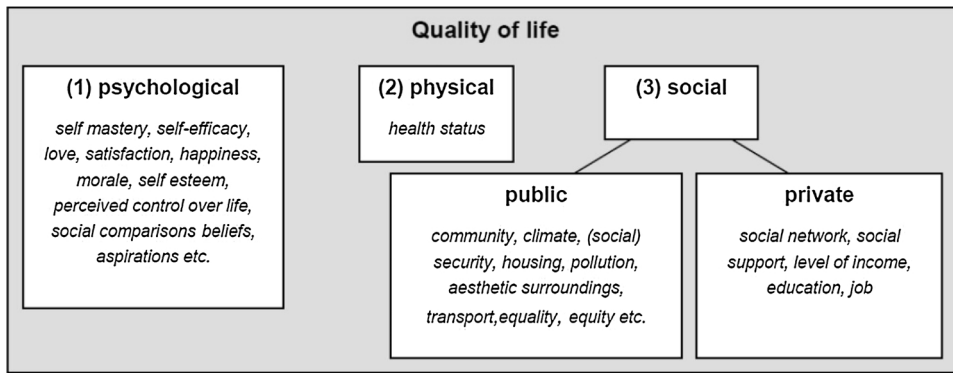 Quality of life
(1) psychological
self mastery, self-efficacy,
love, satisfaction, happiness,
morale, self esteem,
perceived control over life,
social comparisons beliefs,
aspirations etc.
(2) physical
health status
(3) social
public
community, climate, (social)
security, housing, pollution,
aesthetic surroundings,
transport,equality, equity etc.
private
social network, social
support, level of income,
education, job